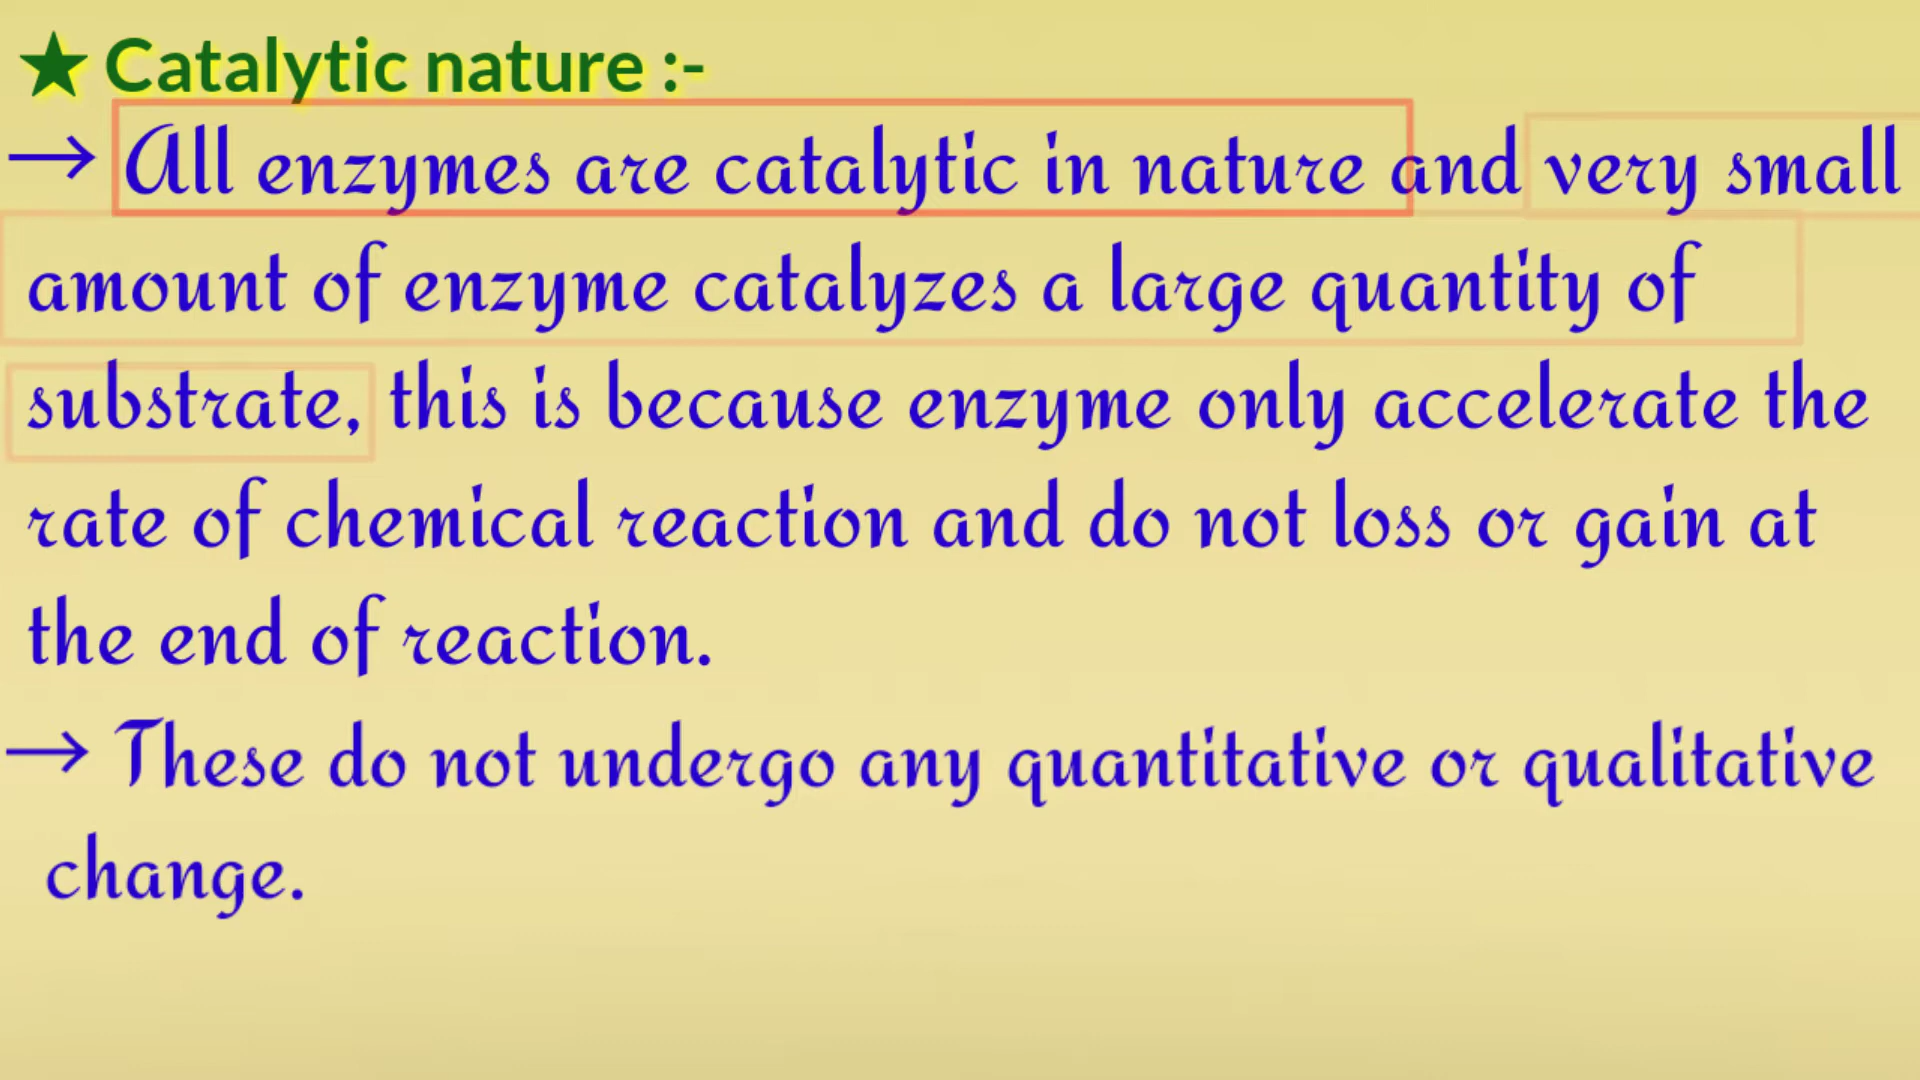 ★ Catalytic nature :-
→ All enzymes are catalytic in nature and very small
amount of enzyme catalyzes a large quantity of
substrate, this is because enzyme only accelerate the
rate of chemical reaction and do not loss or gain at
the end of reaction.
→ These do not undergo any quantitative or qualitative
change.